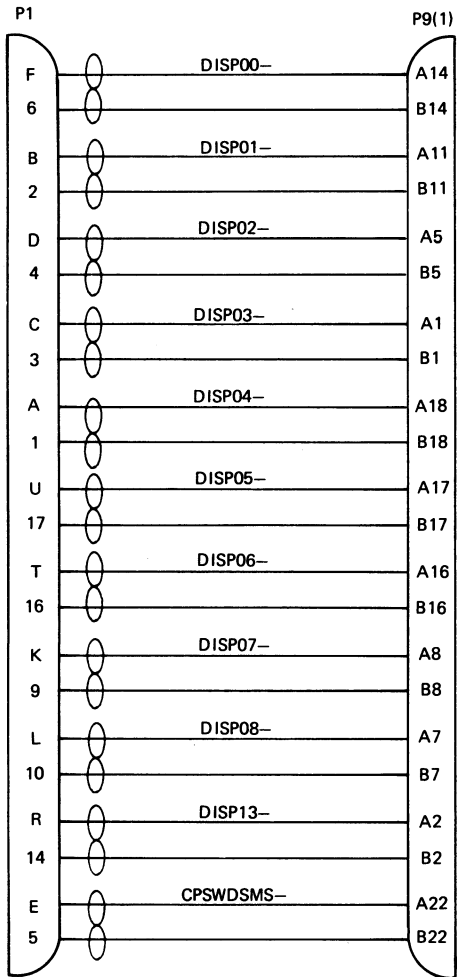 P1 P9(1)
F DISP00– A14
6 B14
B DISP01– A11
2 B11
D DISP02– A5
4 B5
C DISP03– A1
3 B1
A DISP04– A18
1 B18
U DISP05– A17
17 B17
T DISP06– A16
16 B16
K DISP07– A8
9 B8
L DISP08– A7
10 B7
R DISP13– A2
14 B2
E CPSWDSMS– A22
5 B22